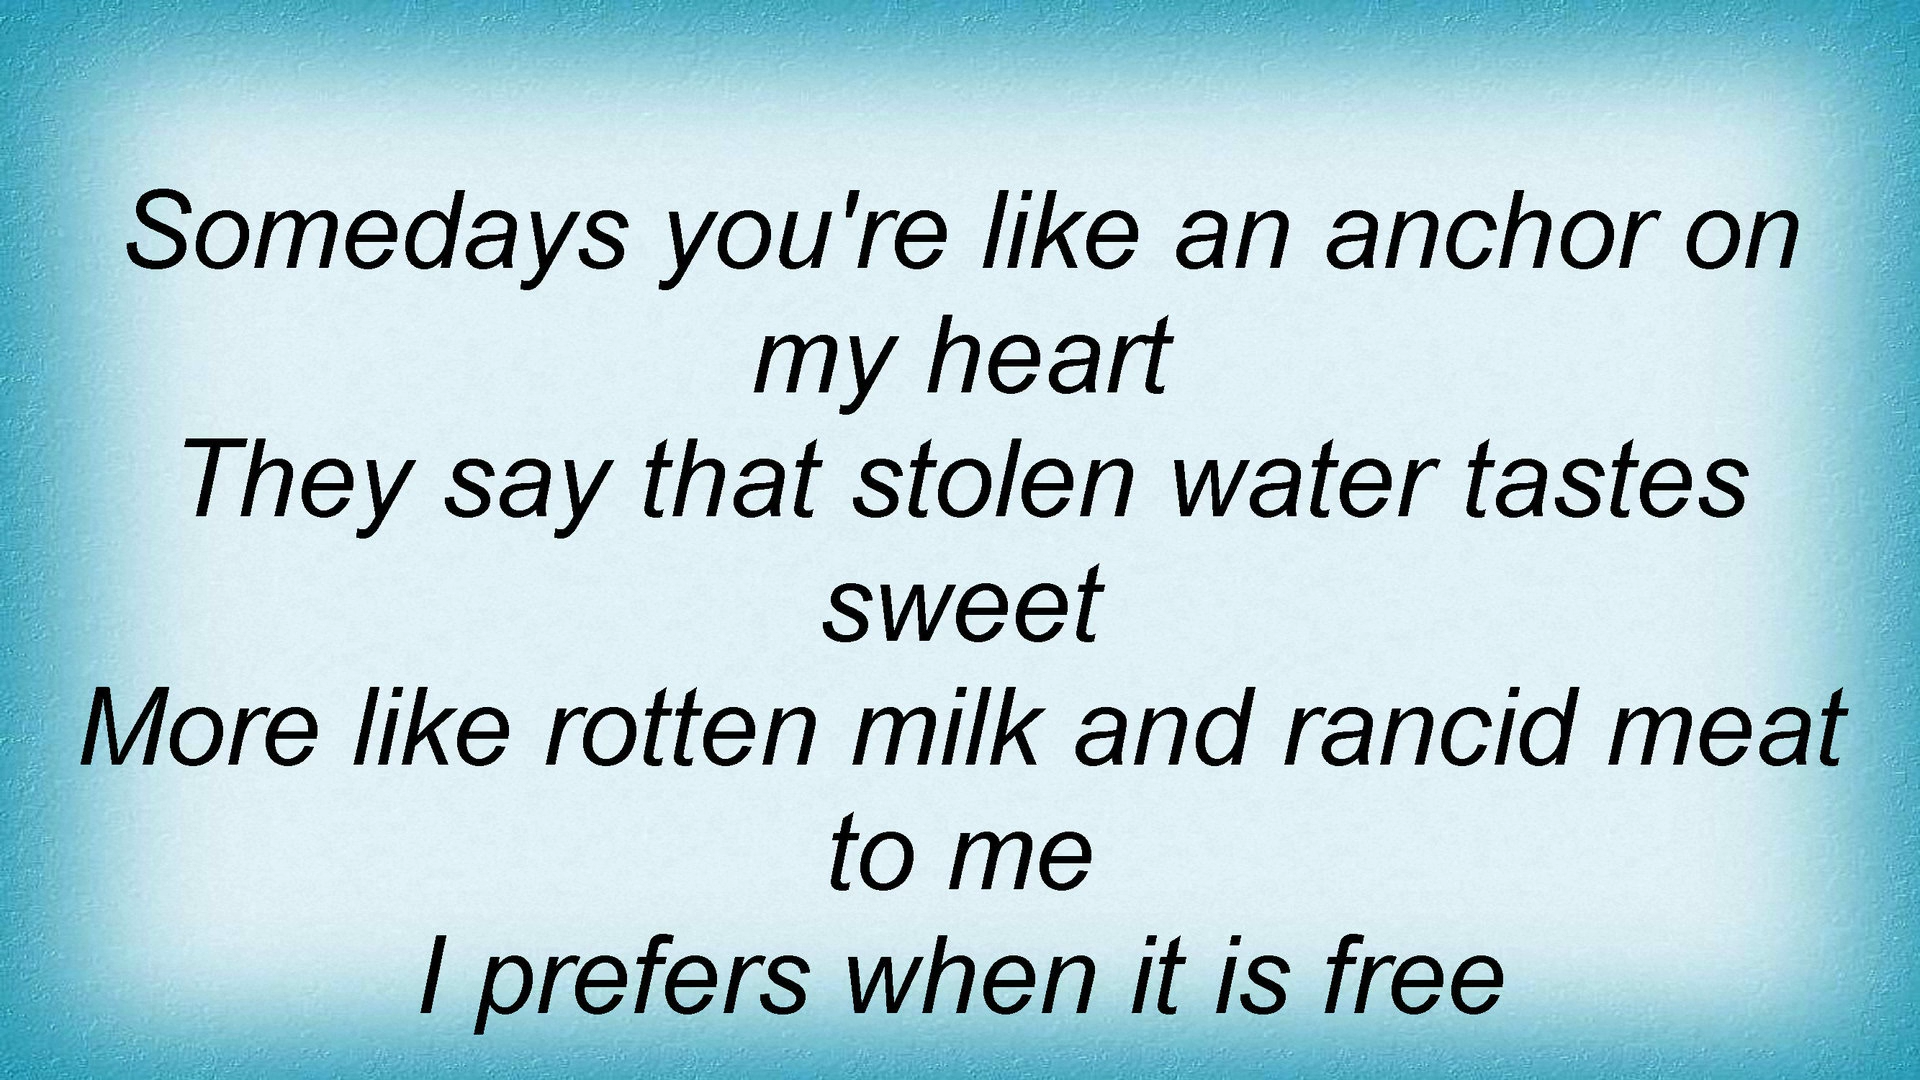 Somedays you're like an anchor on
my heart
They say that stolen water tastes
sweet
More like rotten milk and rancid meat
to me
I prefers when it is free